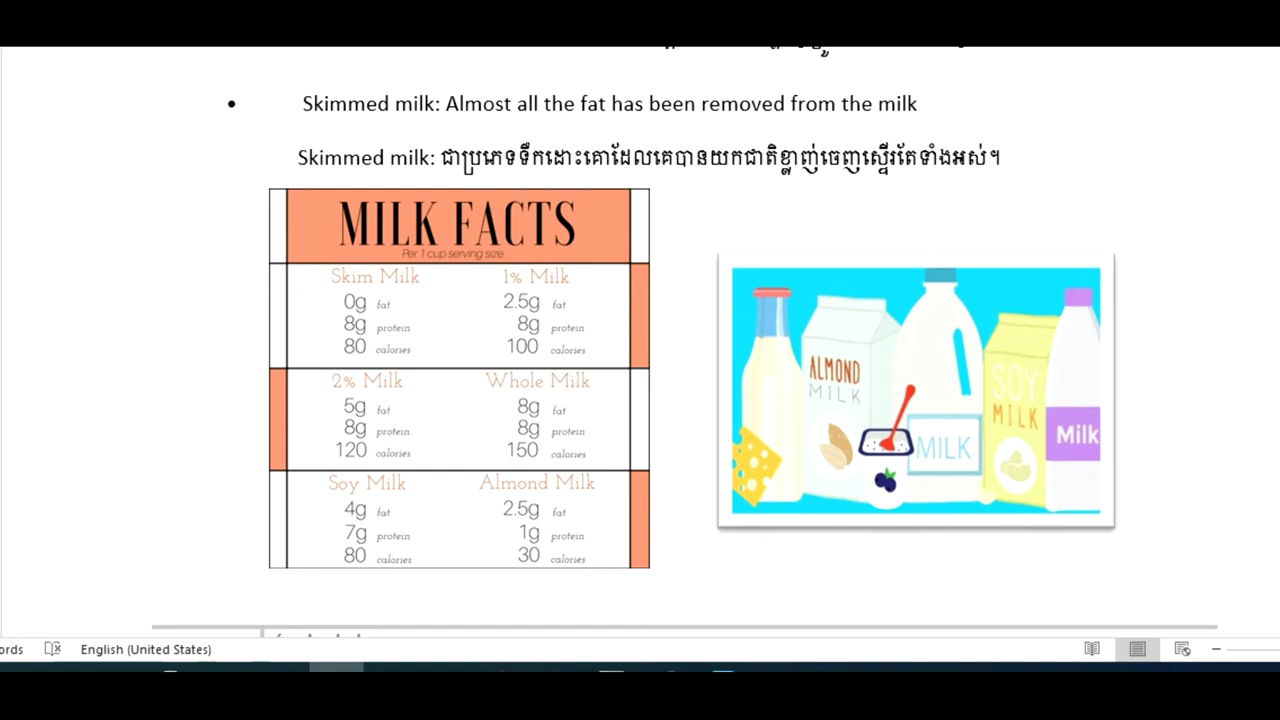 Skimmed milk: Almost all the fat has been removed from the milk
Skimmed milk: ជាប្រភេទទឹកដោះគោដែលគេបានយកជាតិខ្លាញ់ចេញស្ទើរតែទាំងអស់។
MILK FACTS
Per 1 cup serving size
Skim Milk
0g fat
8g protein
80 calories
1% Milk
2.5g fat
8g protein
100 calories
2% Milk
5g fat
8g protein
120 calories
Whole Milk
8g fat
8g protein
150 calories
Soy Milk
4g fat
7g protein
80 calories
Almond Milk
2.5g fat
1g protein
30 calories
ALMOND
MILK
MILK
SOY
MILK
Milk
English (United States)